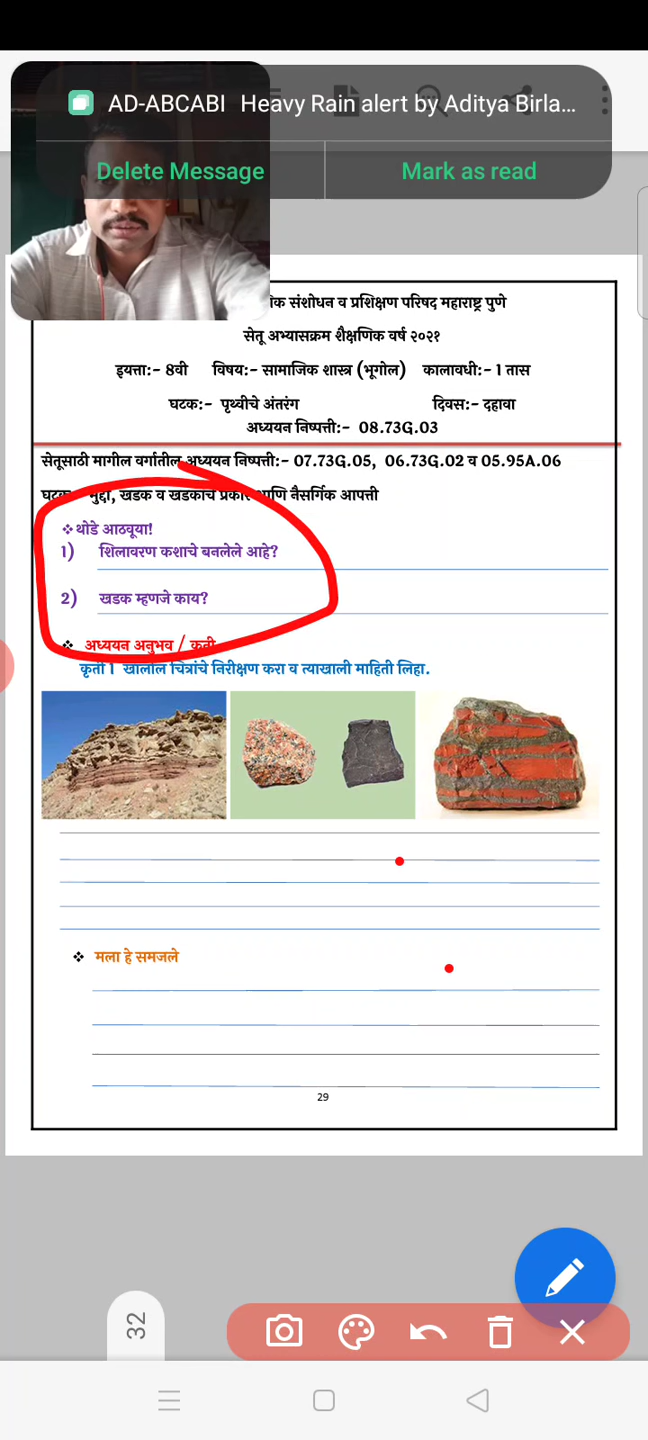 AD-ABCABI Heavy Rain alert by Aditya Birla...
Delete Message Mark as read
संशोधन व प्रशिक्षण परिषद महाराष्ट्र पुणे
सेतू अभ्यासक्रम शैक्षणिक वर्ष २०२१
इयत्ता:- 8वी विषय:- सामाजिक शास्त्र (भूगोल) कालावधी:- 1 तास
घटक:- पृथ्वीचे अंतरंग दिवस:- दहावा
अध्ययन निष्पत्ती:- 08.73G.03
सेतूसाठी मागील वर्गातील अध्ययन निष्पत्ती:- 07.73G.05, 06.73G.02 व 05.95A.06
मुद्दा, खडक व खडकाचे प्रकार आणि नैसर्गिक आपत्ती
❖ थोडे आठवूया!
1) शिलावरण कशाचे बनलेले आहे?
2) खडक म्हणजे काय?
❖ अध्ययन अनुभव / कृती
कृती 1 खालील चित्रांचे निरीक्षण करा व त्याखाली माहिती लिहा.
❖ मला हे समजले
29
32